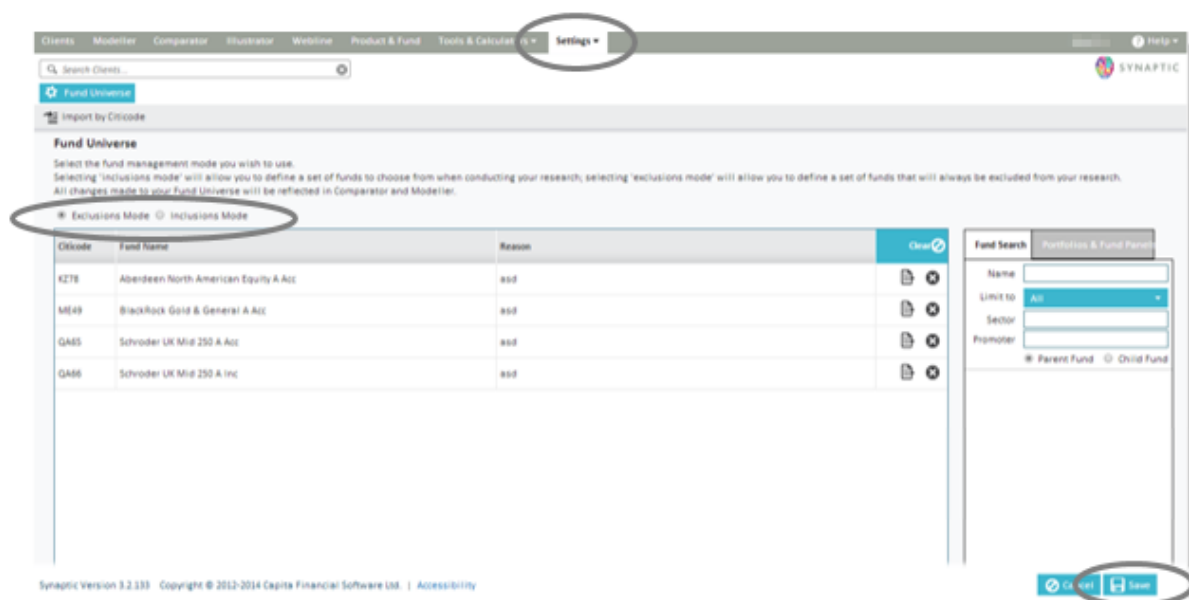 Clients Modeller Comparator Illustrator Webline Product & Fund Tools & Calculators Settings Help
Search Clients...
SYNAPTIC
Fund Universe
Import by Citicode
Fund Universe
Select the fund management mode you wish to use.
Selecting 'inclusions mode' will allow you to define a set of funds to choose from when conducting your research; selecting 'exclusions mode' will allow you to define a set of funds that will always be excluded from your research.
All changes made to your Fund Universe will be reflected in Comparator and Modeller.
Exclusions Mode Inclusions Mode
Citicode Fund Name Reason Clear
KZ78 Aberdeen North American Equity A Acc asd
ME49 BlackRock Gold & General A Acc asd
GA65 Schroder UK Mid 250 A Acc asd
GA66 Schroder UK Mid 250 A Inc asd
Fund Search Portfolios & Fund Panels
Name
Limit to All
Sector
Promoter
Parent Fund Child Fund
Synaptic Version 3.2.133 Copyright © 2012-2014 Capita Financial Software Ltd. | Accessibility
Cancel Save